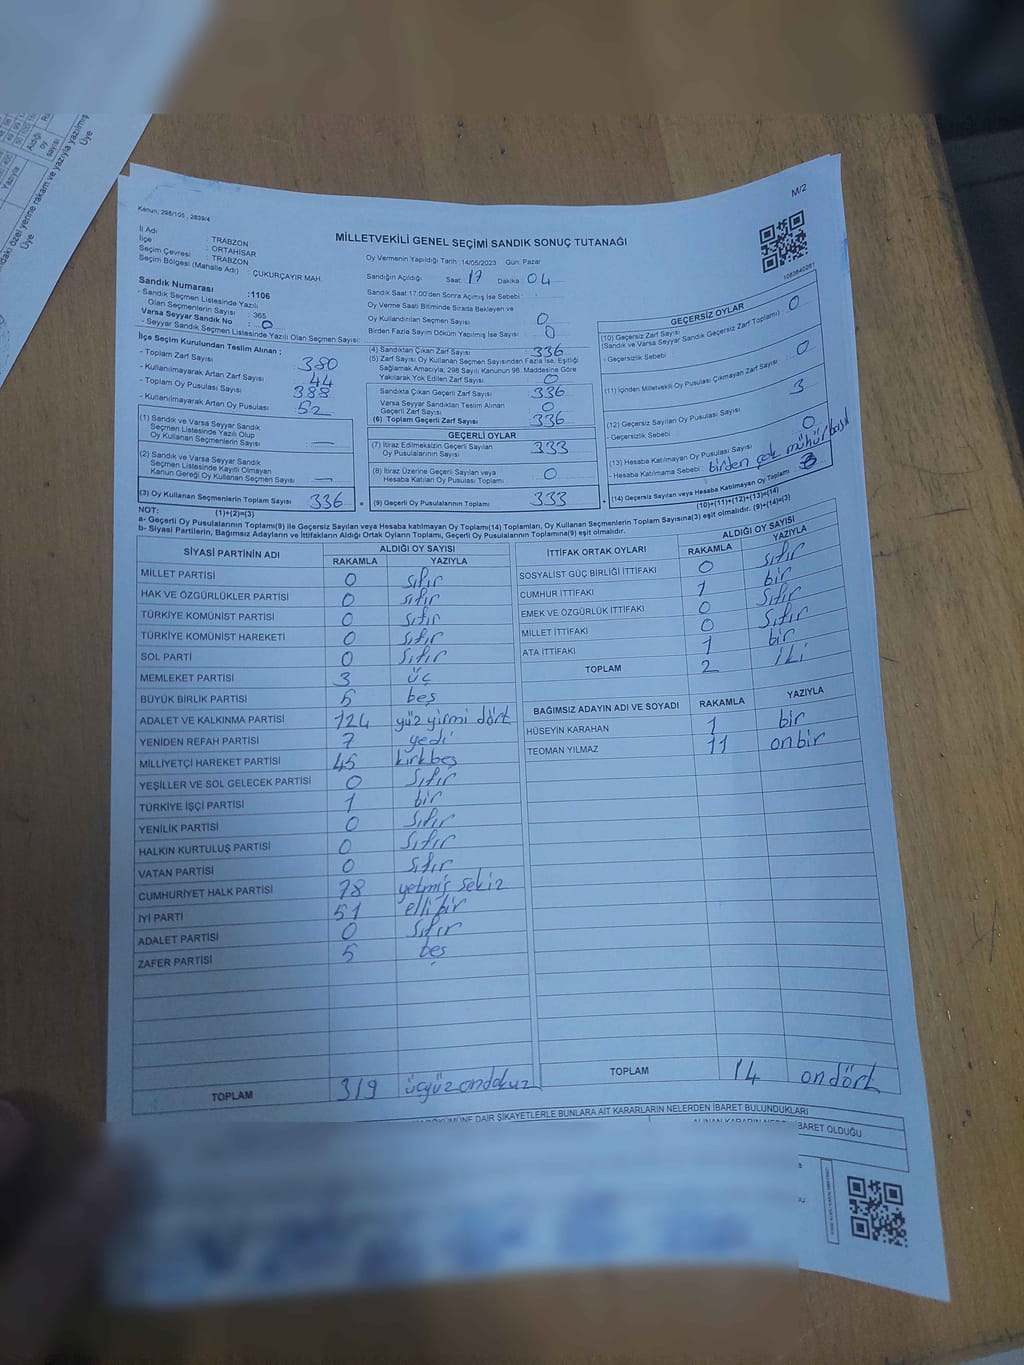 M/2
Kanun; 298/105 , 2839/4
MİLLETVEKİLİ GENEL SEÇİMİ SANDIK SONUÇ TUTANAĞI
İl Adı : TRABZON
İlçe : ORTAHİSAR
Seçim Çevresi : TRABZON
Seçim Bölgesi (Mahalle Adı) : ÇUKURÇAYIR MAH.
Oy Vermenin Yapıldığı Tarih :14/05/2023 Gün: Pazar
Sandığın Açıldığı Saat: 17 Dakika 04
1083840281
Sandık Numarası :1106
- Sandık Seçmen Listesinde Yazılı
Olan Seçmenlerin Sayısı : 365
Varsa Seyyar Sandık No : 0
- Seyyar Sandık Seçmen Listesinde Yazılı Olan Seçmen Sayısı:
Sandık Saat 17:00'den Sonra Açılmış İse Sebebi :
Oy Verme Saati Bitiminde Sırada Bekleyen ve
Oy Kullandırılan Seçmen Sayısı : 0
Birden Fazla Sayım Döküm Yapılmış İse Sayısı : 0
İlçe Seçim Kurulundan Teslim Alınan ;
- Toplam Zarf Sayısı 380
- Kullanılmayarak Artan Zarf Sayısı 44
- Toplam Oy Pusulası Sayısı 388
- Kullanılmayarak Artan Oy Pusulası 52
(1) Sandık ve Varsa Seyyar Sandık
Seçmen Listesinde Yazılı Olup
Oy Kullanan Seçmenlerin Sayısı : —
(2) Sandık ve Varsa Seyyar Sandık
Seçmen Listesinde Kayıtlı Olmayan
Kanun Gereği Oy Kullanan Seçmen Sayısı : —
(3) Oy Kullanan Seçmenlerin Toplam Sayısı 336
(1)+(2)=(3)
(4) Sandıktan Çıkan Zarf Sayısı 336
(5) Zarf Sayısı Oy Kullanan Seçmen Sayısından Fazla İse, Eşitliği
Sağlamak Amacıyla; 298 Sayılı Kanunun 98. Maddesine Göre
Yakılarak Yok Edilen Zarf Sayısı 0
Sandıkta Çıkan Geçerli Zarf Sayısı 336
Varsa Seyyar Sandıktan Teslim Alınan
Geçerli Zarf Sayısı 0
(6) Toplam Geçerli Zarf Sayısı 336
GEÇERLİ OYLAR
(7) İtiraz Edilmeksizin Geçerli Sayılan
Oy Pusulalarının Sayısı: 333
(8) İtiraz Üzerine Geçerli Sayılan veya
Hesaba Katılan Oy Pusulası Toplamı 0
= (9) Geçerli Oy Pusulalarının Toplamı 333
GEÇERSİZ OYLAR
(10) Geçersiz Zarf Sayısı 0
(Sandık ve Varsa Seyyar Sandık Geçersiz Zarf Toplamı) :
- Geçersizlik Sebebi :
(11) İçinden Milletvekili Oy Pusulası Çıkmayan Zarf Sayısı 0
(12) Geçersiz Sayılan Oy Pusulası Sayısı 3
- Geçersizlik Sebebi :
(13) Hesaba Katılmayan Oy Pusulası Sayısı 0
- Hesaba Katılmama Sebebi : birden çok mühür
+ (14) Geçersiz Sayılan veya Hesaba Katılmayan Oy Toplamı : 3
(10)+(11)+(12)+(13)=(14)
NOT:
a- Geçerli Oy Pusulalarının Toplamı(9) ile Geçersiz Sayılan veya Hesaba katılmayan Oy Toplamı(14) Toplamları, Oy Kullanan Seçmenlerin Toplam Sayısına(3) eşit olmalıdır. (9)+(14)=(3)
b- Siyasi Partilerin, Bağımsız Adayların ve İttifakların Aldığı Ortak Oyların Toplamı, Geçerli Oy Pusulalarının Toplamına(9) eşit olmalıdır.
SİYASİ PARTİNİN ADI ALDIĞI OY SAYISI
RAKAMLA YAZIYLA
MİLLET PARTİSİ 0 sıfır
HAK VE ÖZGÜRLÜKLER PARTİSİ 0 sıfır
TÜRKİYE KOMÜNİST PARTİSİ 0 sıfır
TÜRKİYE KOMÜNİST HAREKETİ 0 sıfır
SOL PARTİ 0 sıfır
MEMLEKET PARTİSİ 3 üç
BÜYÜK BİRLİK PARTİSİ 5 beş
ADALET VE KALKINMA PARTİSİ 124 yüz yirmi dört
YENİDEN REFAH PARTİSİ 7 yedi
MİLLİYETÇİ HAREKET PARTİSİ 45 kırkbeş
YEŞİLLER VE SOL GELECEK PARTİSİ 0 sıfır
TÜRKİYE İŞÇİ PARTİSİ 1 bir
YENİLİK PARTİSİ 0 sıfır
HALKIN KURTULUŞ PARTİSİ 0 sıfır
VATAN PARTİSİ 0 sıfır
CUMHURİYET HALK PARTİSİ 78 yetmiş sekiz
İYİ PARTİ 51 ellibir
ADALET PARTİSİ 0 sıfır
ZAFER PARTİSİ 5 beş
TOPLAM 319 üçyüzondokuz
İTTİFAK ORTAK OYLARI ALDIĞI OY SAYISI
RAKAMLA YAZIYLA
SOSYALİST GÜÇ BİRLİĞİ İTTİFAKI 0 sıfır
CUMHUR İTTİFAKI 1 bir
EMEK VE ÖZGÜRLÜK İTTİFAKI 0 sıfır
MİLLET İTTİFAKI 0 sıfır
ATA İTTİFAKI 1 bir
TOPLAM 2 iki
BAĞIMSIZ ADAYIN ADI VE SOYADI RAKAMLA YAZIYLA
HÜSEYİN KARAHAN 1 bir
TEOMAN YILMAZ 11 onbir
TOPLAM 14 ondört
DÖKÜMÜNE DAİR ŞİKAYETLERLE BUNLARA AİT KARARLARIN NELERDEN İBARET BULUNDUKLARI
BARET OLDUĞU